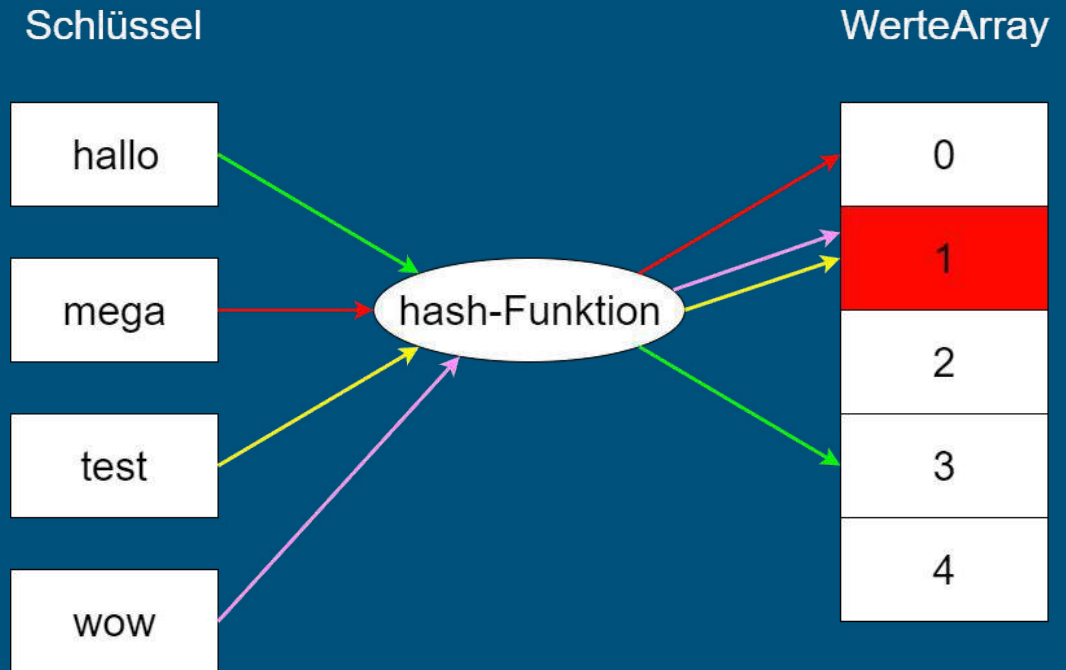 Schlüssel
WerteArray
hallo
mega
test
wow
hash-Funktion
0
1
2
3
4